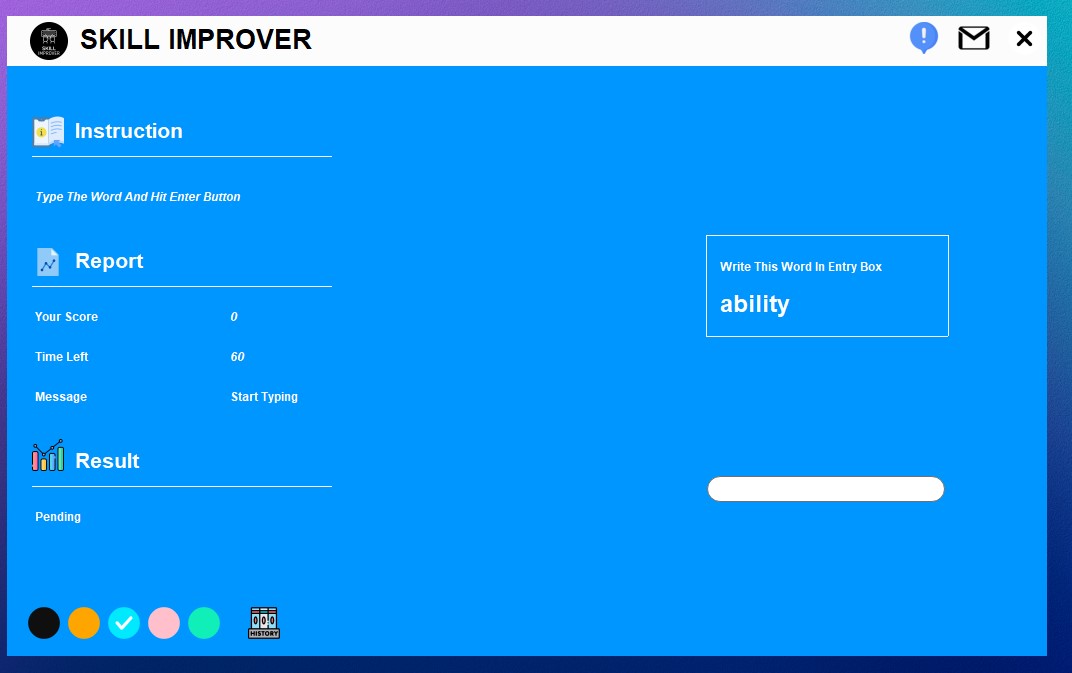 SKILL IMPROVER
SKILL
IMPROVER
Instruction
Type The Word And Hit Enter Button
Report
Your Score 0
Time Left 60
Message Start Typing
Result
Pending
Write This Word In Entry Box
ability
HISTORY